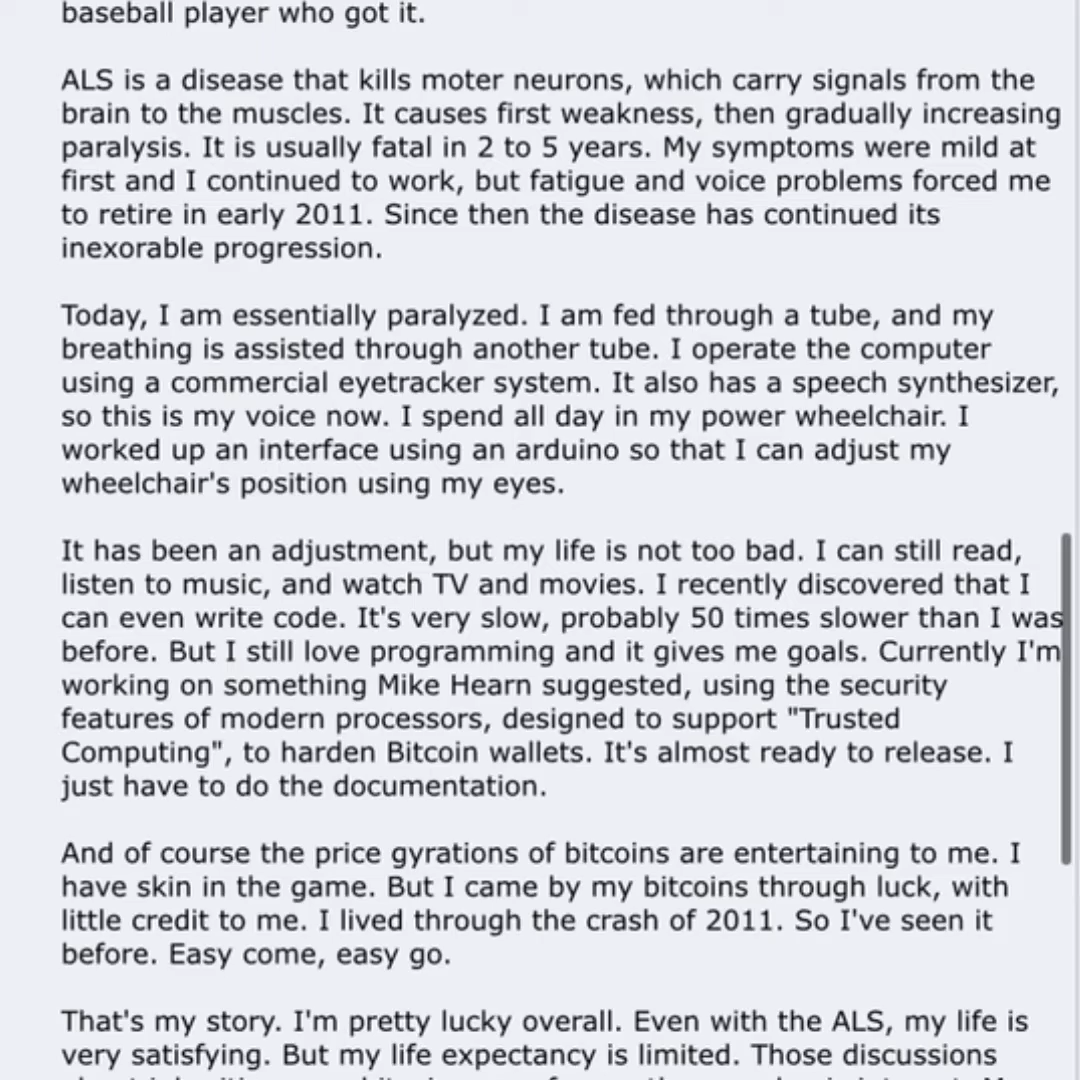 baseball player who got it.
ALS is a disease that kills moter neurons, which carry signals from the
brain to the muscles. It causes first weakness, then gradually increasing
paralysis. It is usually fatal in 2 to 5 years. My symptoms were mild at
first and I continued to work, but fatigue and voice problems forced me
to retire in early 2011. Since then the disease has continued its
inexorable progression.
Today, I am essentially paralyzed. I am fed through a tube, and my
breathing is assisted through another tube. I operate the computer
using a commercial eyetracker system. It also has a speech synthesizer,
so this is my voice now. I spend all day in my power wheelchair. I
worked up an interface using an arduino so that I can adjust my
wheelchair's position using my eyes.
It has been an adjustment, but my life is not too bad. I can still read,
listen to music, and watch TV and movies. I recently discovered that I
can even write code. It's very slow, probably 50 times slower than I was
before. But I still love programming and it gives me goals. Currently I'm
working on something Mike Hearn suggested, using the security
features of modern processors, designed to support "Trusted
Computing", to harden Bitcoin wallets. It's almost ready to release. I
just have to do the documentation.
And of course the price gyrations of bitcoins are entertaining to me. I
have skin in the game. But I came by my bitcoins through luck, with
little credit to me. I lived through the crash of 2011. So I've seen it
before. Easy come, easy go.
That's my story. I'm pretty lucky overall. Even with the ALS, my life is
very satisfying. But my life expectancy is limited. Those discussions